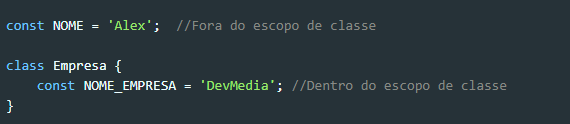 const NOME = 'Alex';  //Fora do escopo de classe
class Empresa {
    const NOME_EMPRESA = 'DevMedia'; //Dentro do escopo de classe
}